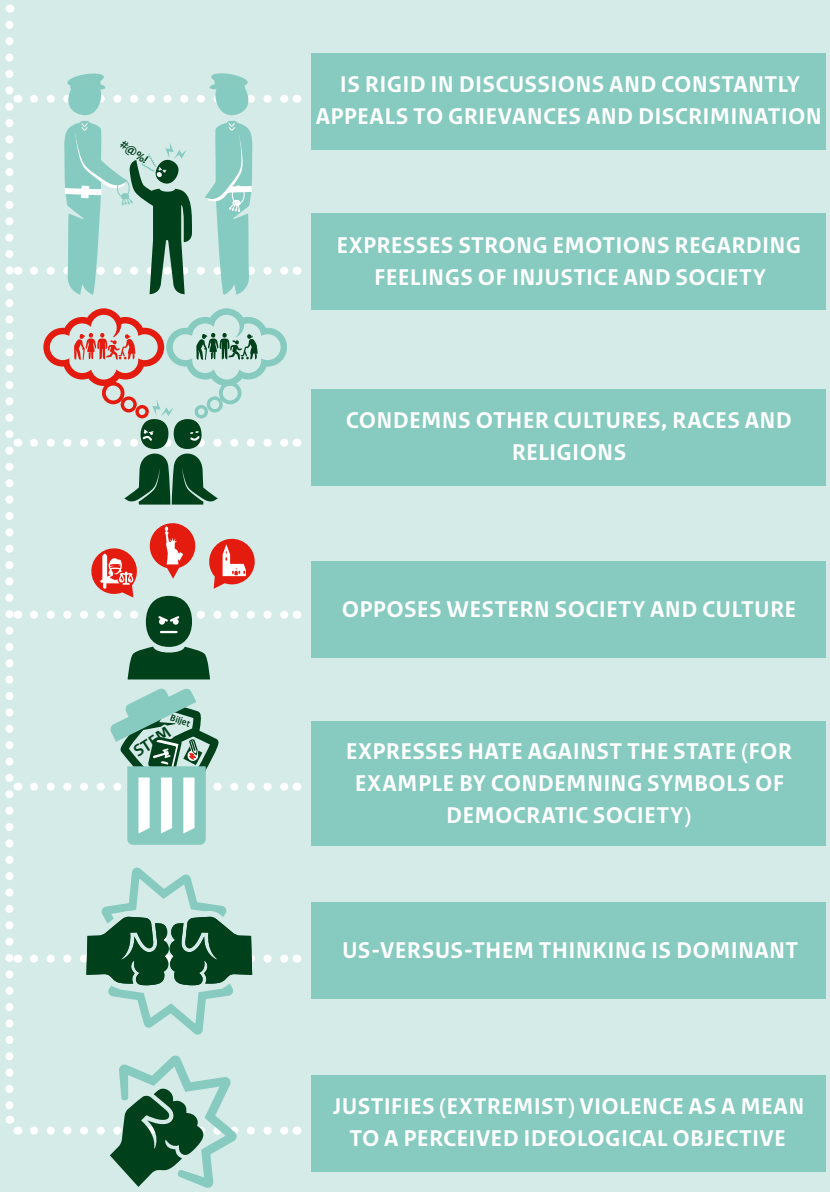 IS RIGID IN DISCUSSIONS AND CONSTANTLY
APPEALS TO GRIEVANCES AND DISCRIMINATION
#@%!
EXPRESSES STRONG EMOTIONS REGARDING
FEELINGS OF INJUSTICE AND SOCIETY
CONDEMNS OTHER CULTURES, RACES AND
RELIGIONS
OPPOSES WESTERN SOCIETY AND CULTURE
Biljet
STEM
EXPRESSES HATE AGAINST THE STATE (FOR
EXAMPLE BY CONDEMNING SYMBOLS OF
DEMOCRATIC SOCIETY)
US-VERSUS-THEM THINKING IS DOMINANT
JUSTIFIES (EXTREMIST) VIOLENCE AS A MEAN
TO A PERCEIVED IDEOLOGICAL OBJECTIVE